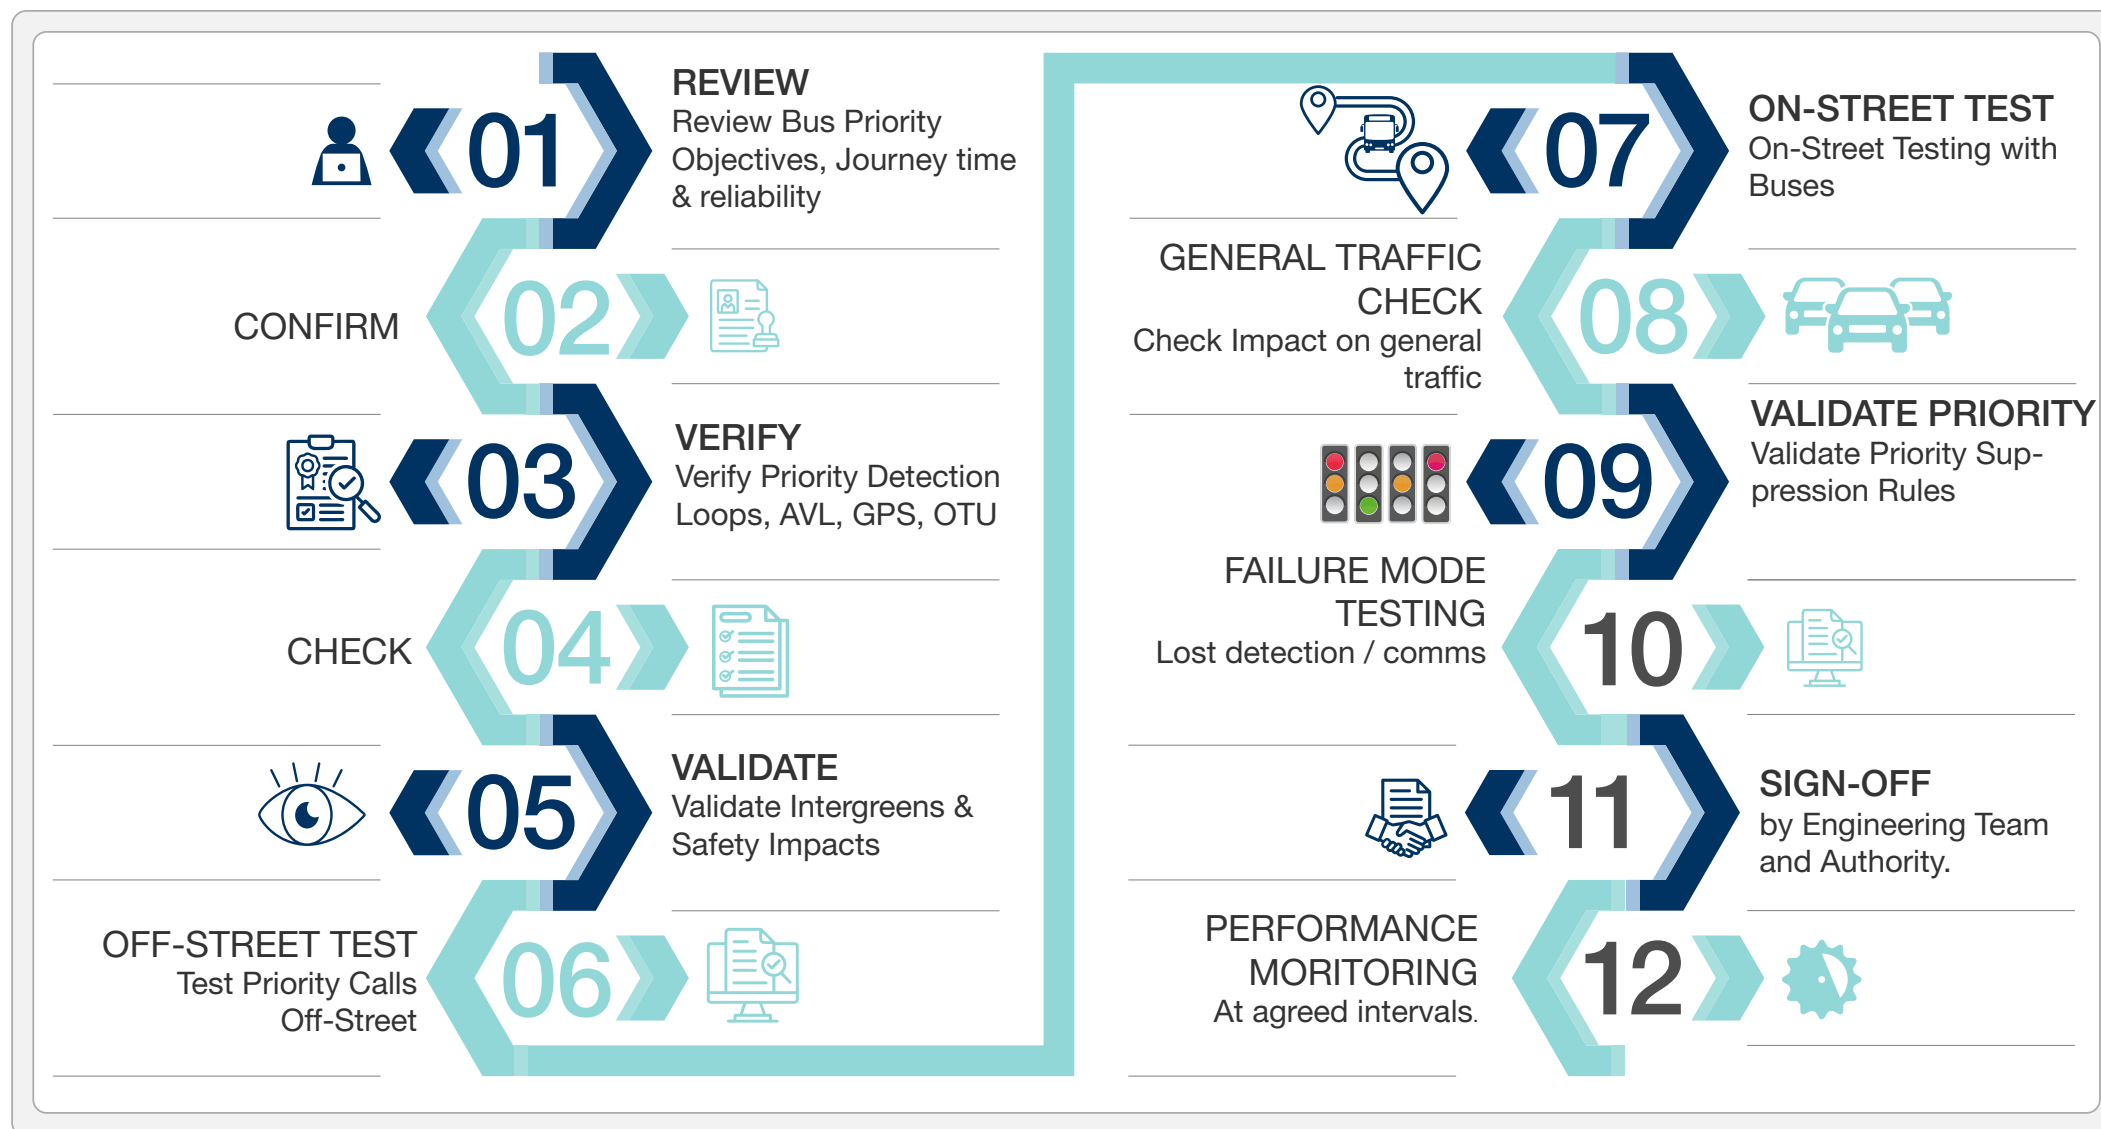 01
REVIEW
Review Bus Priority
Objectives, Journey time
& reliability
CONFIRM
02
03
VERIFY
Verify Priority Detection
Loops, AVL, GPS, OTU
CHECK
04
05
VALIDATE
Validate Intergreens &
Safety Impacts
OFF-STREET TEST
Test Priority Calls
Off-Street
06
07
ON-STREET TEST
On-Street Testing with
Buses
GENERAL TRAFFIC
CHECK
Check Impact on general
traffic
08
09
VALIDATE PRIORITY
Validate Priority Sup-
pression Rules
FAILURE MODE
TESTING
Lost detection / comms
10
11
SIGN-OFF
by Engineering Team
and Authority.
PERFORMANCE
MORITORING
At agreed intervals.
12